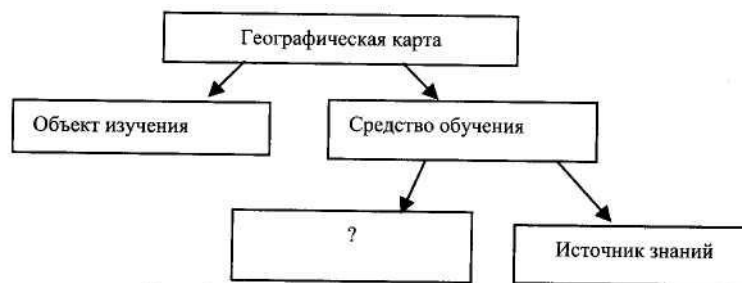 Географическая карта
Объект изучения
Средство обучения
?
Источник знаний